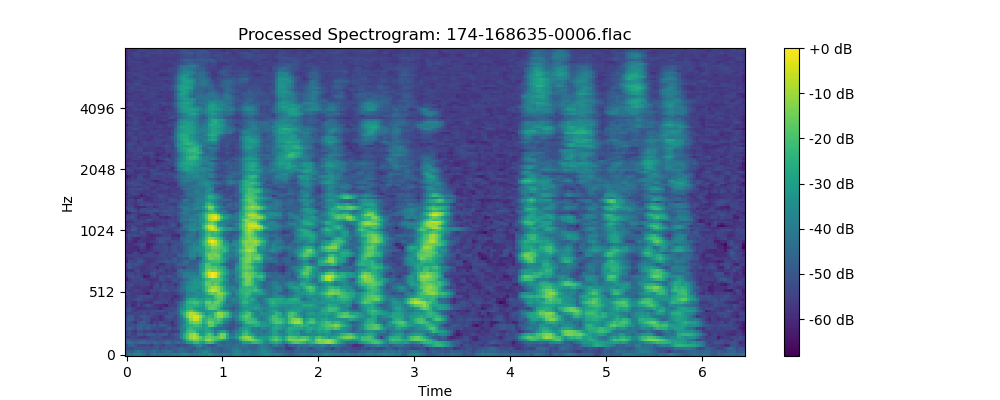 Processed Spectrogram: 174-168635-0006.flac
Hz
4096
2048
1024
512
0
0 1 2 3 4 5 6
Time
+0 dB
-10 dB
-20 dB
-30 dB
-40 dB
-50 dB
-60 dB